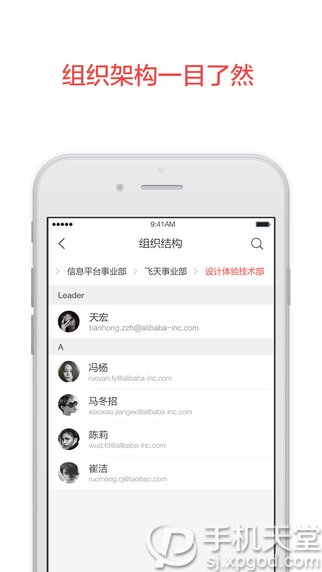 组织架构一目了然
9:41AM
组织结构
信息平台事业部 飞天事业部 设计体验技术部
Leader
天宏
tianhong.zzh@alibaba-inc.com
A
冯杨
ruoyan.fy@alibaba-inc.com
马冬招
xiaoxiao.jiangxx@alibaba-inc.com
陈莉
wud.fd@alibaba-inc.com
崔洁
ruomeng.cj@taobao.com
手机天堂
sj.xpgod.com